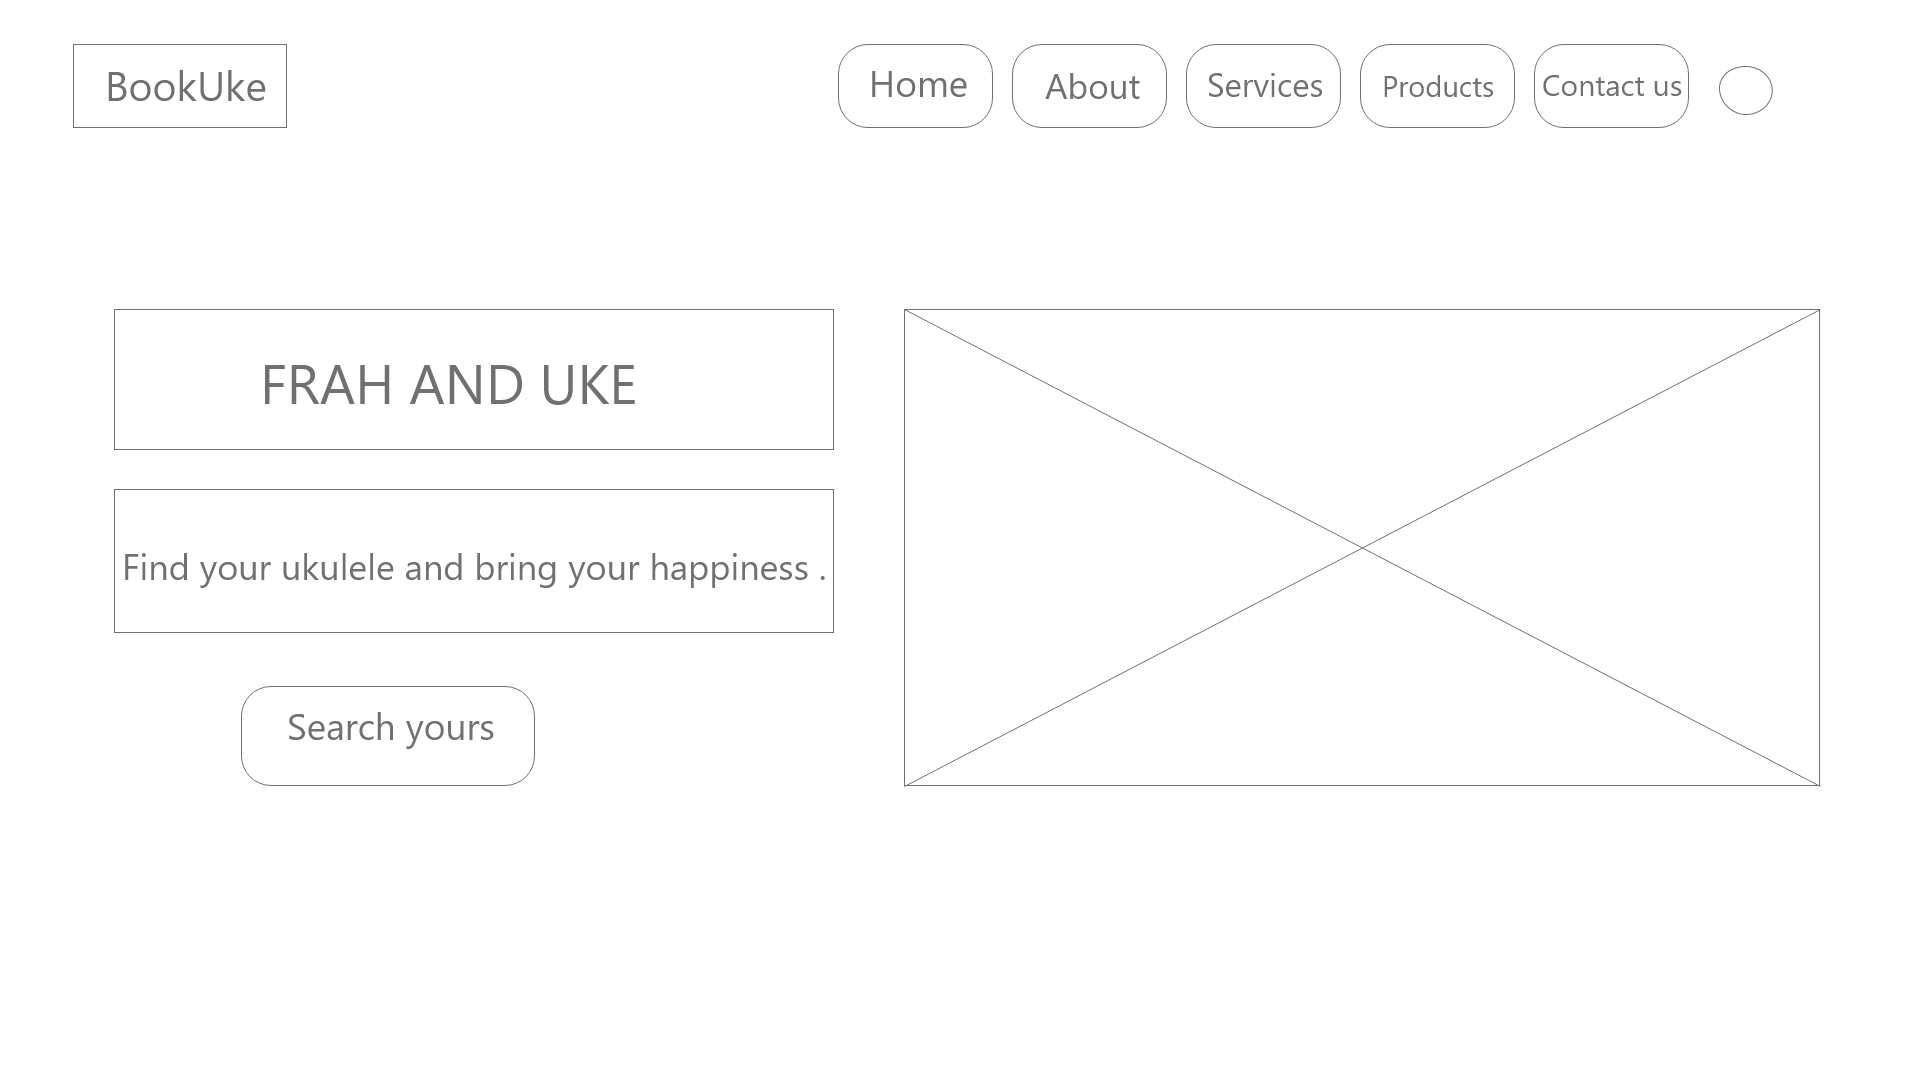 BookUke
Home
About
Services
Products
Contact us
FRAH AND UKE
Find your ukulele and bring your happiness .
Search yours